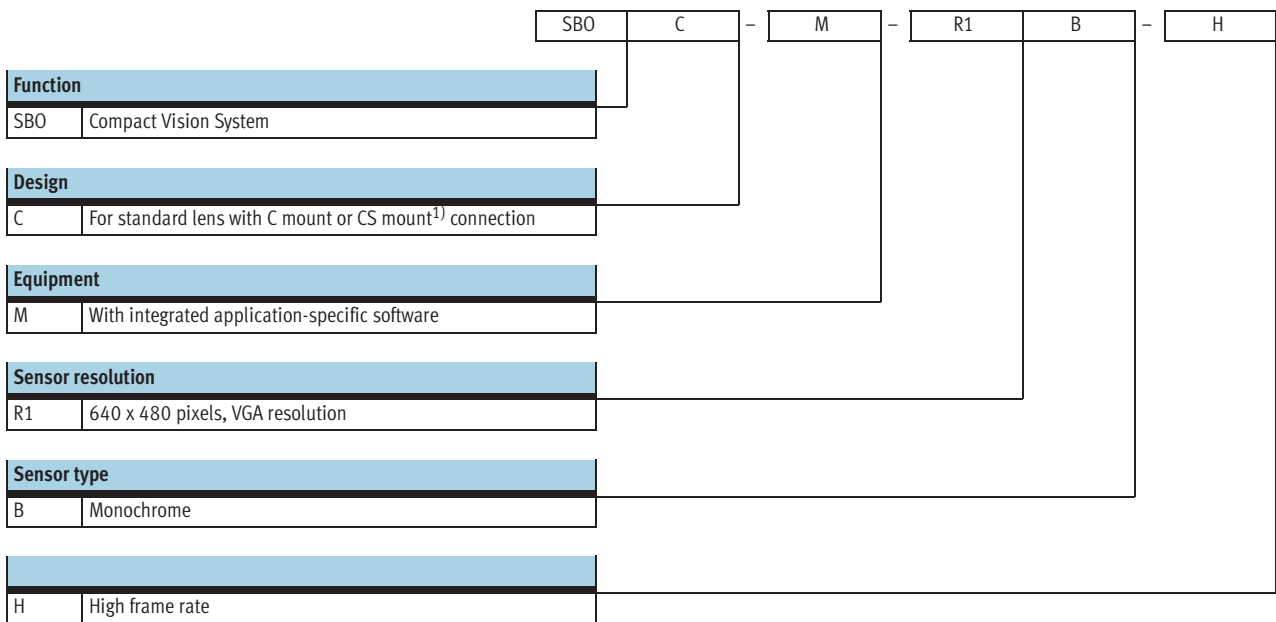 SBO C – M – R1 B – H
Function
SBO Compact Vision System
Design
C For standard lens with C mount or CS mount1) connection
Equipment
M With integrated application-specific software
Sensor resolution
R1 640 x 480 pixels, VGA resolution
Sensor type
B Monochrome
H High frame rate